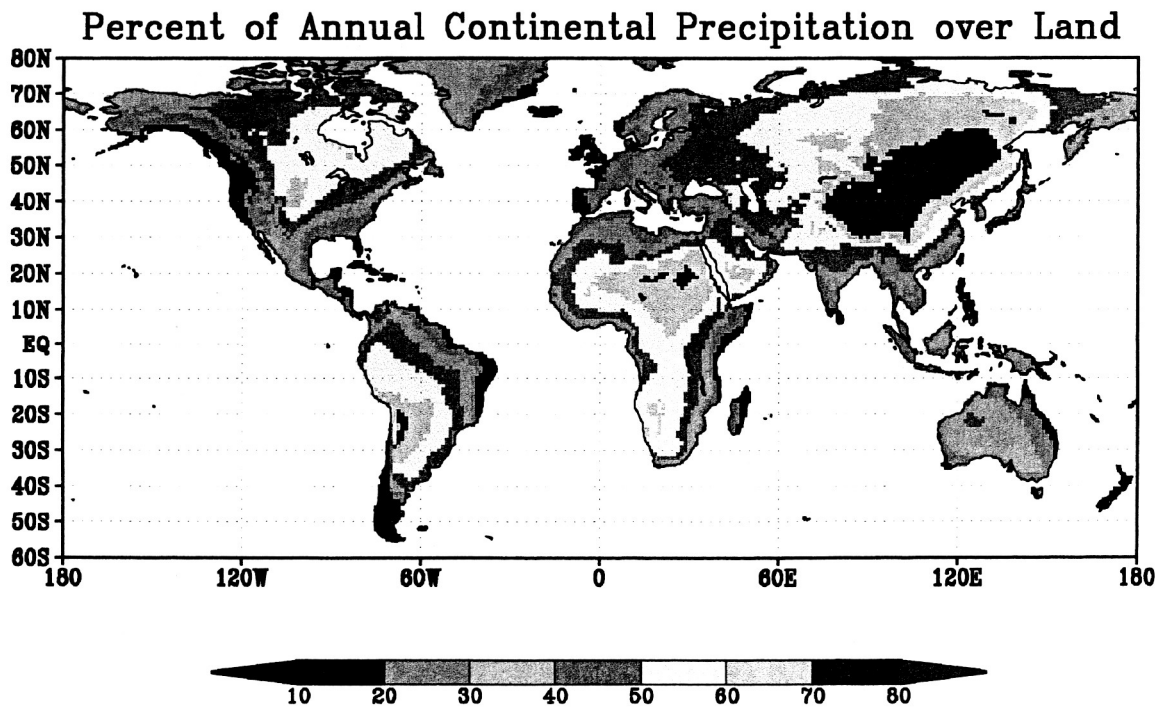 Percent of Annual Continental Precipitation over Land
80N
70N
60N
50N
40N
30N
20N
10N
EQ
10S
20S
30S
40S
50S
60S
180 120W 60W 0 60E 120E 180
10 20 30 40 50 60 70 80